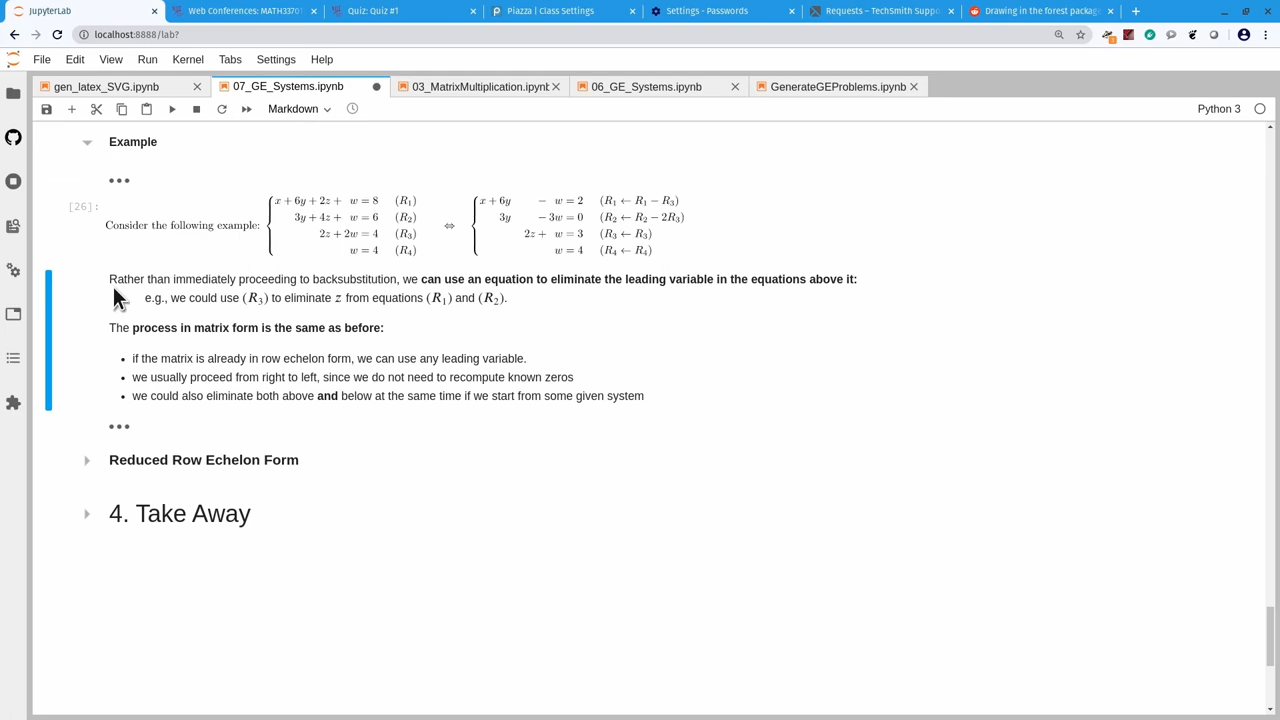 JupyterLab
Web Conferences: MATH3370
Quiz: Quiz #1
Piazza | Class Settings
Settings - Passwords
Requests – TechSmith Suppo
Drawing in the forest package
localhost:8888/lab?
File Edit View Run Kernel Tabs Settings Help
gen_latex_SVG.ipynb
07_GE_Systems.ipynb
03_MatrixMultiplication.ipynb
06_GE_Systems.ipynb
GenerateGEProblems.ipynb
Markdown
Python 3
Example
[26]:
Consider the following example:
x + 6y + 2z + w = 8 (R₁)
3y + 4z + w = 6 (R₂)
2z + 2w = 4 (R₃)
w = 4 (R₄)
⇔
x + 6y − w = 2 (R₁ ← R₁ − R₃)
3y − 3w = 0 (R₂ ← R₂ − 2R₃)
2z + w = 3 (R₃ ← R₃)
w = 4 (R₄ ← R₄)
Rather than immediately proceeding to backsubstitution, we can use an equation to eliminate the leading variable in the equations above it:
e.g., we could use (R₃) to eliminate z from equations (R₁) and (R₂).
The process in matrix form is the same as before:
• if the matrix is already in row echelon form, we can use any leading variable.
• we usually proceed from right to left, since we do not need to recompute known zeros
• we could also eliminate both above and below at the same time if we start from some given system
Reduced Row Echelon Form
4. Take Away